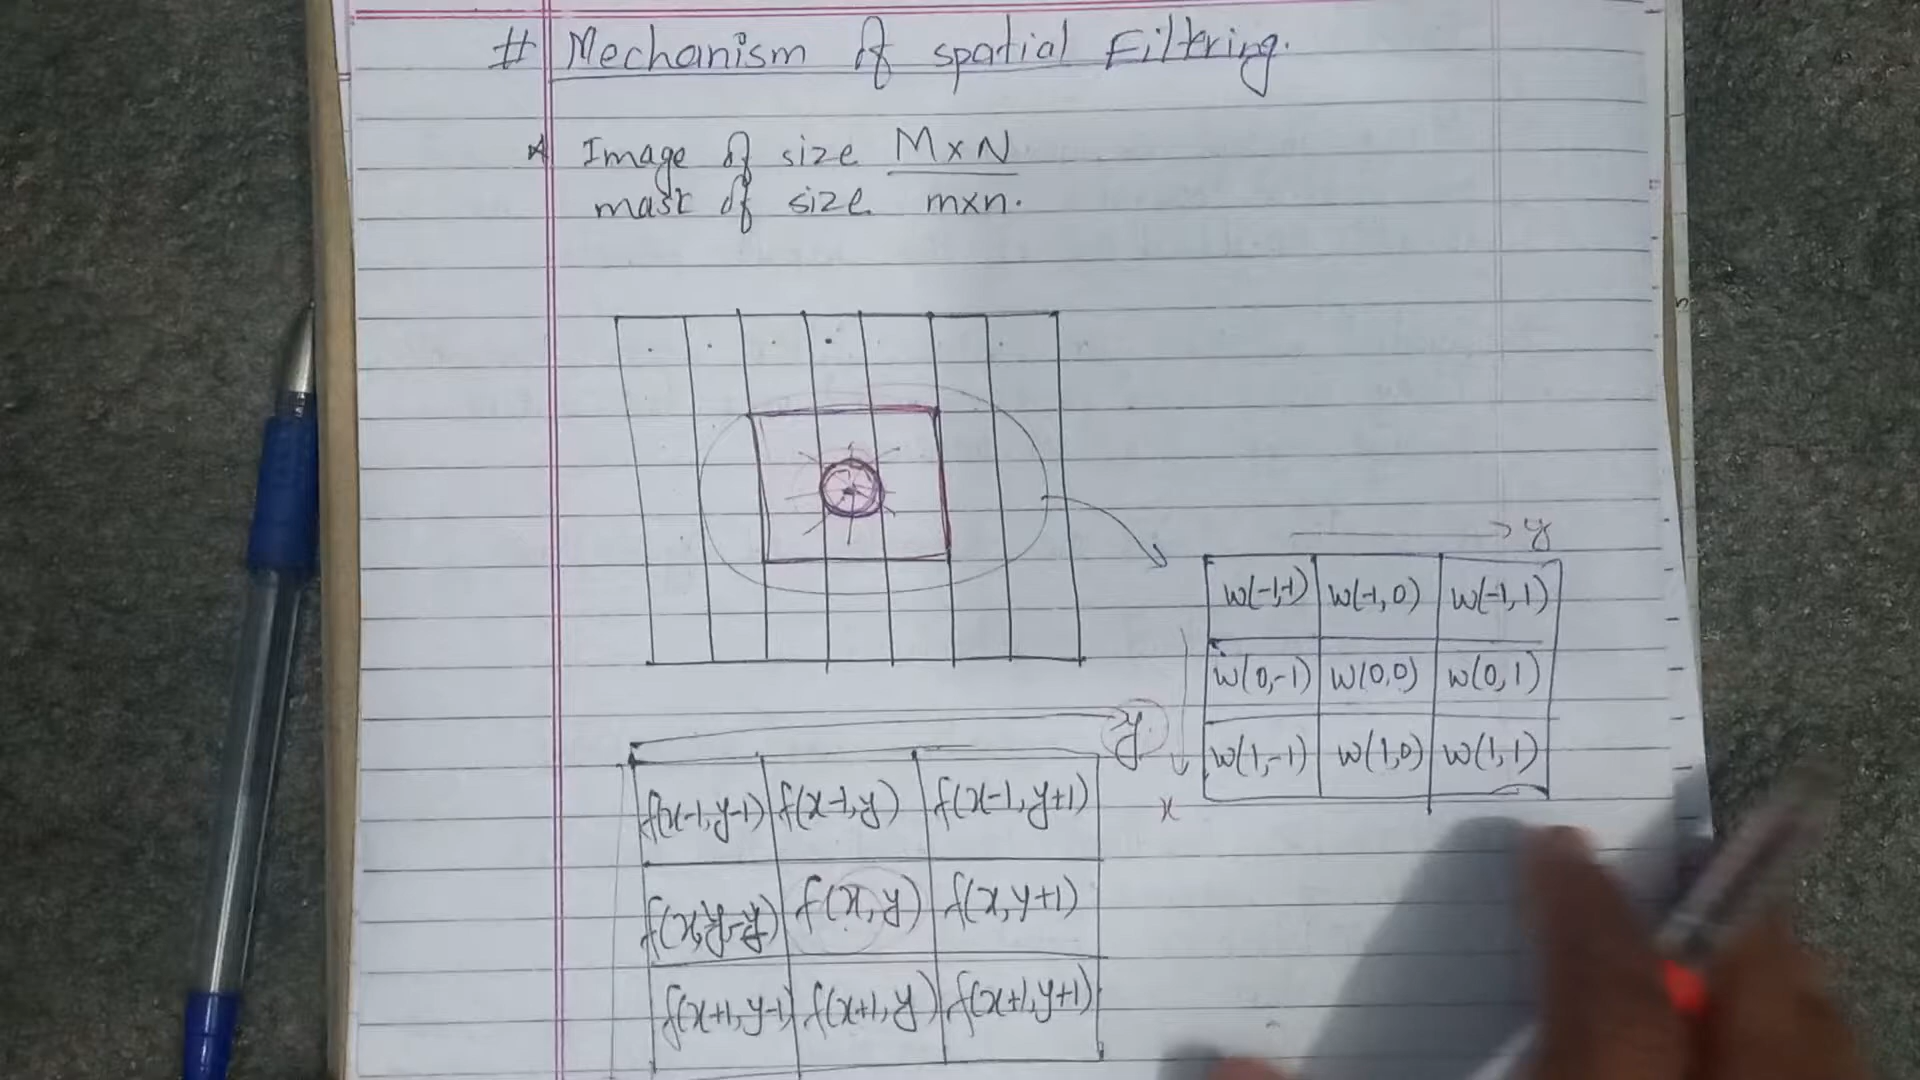 # Mechanism of spatial Filtring.
* Image of size M×N
mask of size m×n.
y
w(-1,-1) w(-1,0) w(-1,1)
w(0,-1) w(0,0) w(0,1)
w(1,-1) w(1,0) w(1,1)
x
y
f(x-1,y-1) f(x-1,y) f(x-1,y+1)
f(x,y) f(x,y+1)
f(x+1,y-1) f(x+1,y) f(x+1,y+1)